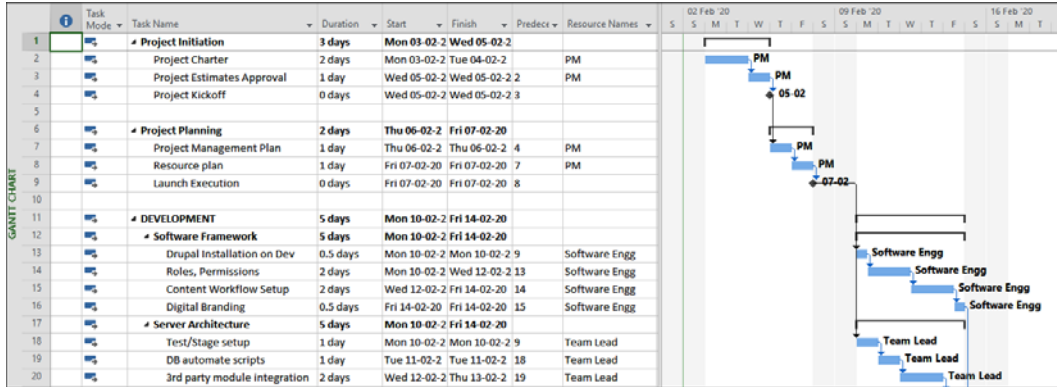 Task Mode Task Name Duration Start Finish Predece Resource Names
02 Feb '20 09 Feb '20 16 Feb '20
S S M T W T F S S M T W T F S S M T
1 Project Initiation 3 days Mon 03-02-2 Wed 05-02-2
2 Project Charter 2 days Mon 03-02-2 Tue 04-02-2 PM PM
3 Project Estimates Approval 1 day Wed 05-02-2 Wed 05-02-2 2 PM PM
4 Project Kickoff 0 days Wed 05-02-2 Wed 05-02-2 3 05-02
5
6 Project Planning 2 days Thu 06-02-2 Fri 07-02-20
7 Project Management Plan 1 day Thu 06-02-2 Thu 06-02-2 4 PM PM
8 Resource plan 1 day Fri 07-02-20 Fri 07-02-20 7 PM PM
9 Launch Execution 0 days Fri 07-02-20 Fri 07-02-20 8 07-02
10
11 DEVELOPMENT 5 days Mon 10-02-2 Fri 14-02-20
12 Software Framework 5 days Mon 10-02-2 Fri 14-02-20
13 Drupal Installation on Dev 0.5 days Mon 10-02-2 Mon 10-02-2 9 Software Engg Software Engg
14 Roles, Permissions 2 days Mon 10-02-2 Wed 12-02-2 13 Software Engg Software Engg
15 Content Workflow Setup 2 days Wed 12-02-2 Fri 14-02-20 14 Software Engg Software Engg
16 Digital Branding 0.5 days Fri 14-02-20 Fri 14-02-20 15 Software Engg Software Engg
17 Server Architecture 5 days Mon 10-02-2 Fri 14-02-20
18 Test/Stage setup 1 day Mon 10-02-2 Mon 10-02-2 9 Team Lead Team Lead
19 DB automate scripts 1 day Tue 11-02-2 Tue 11-02-2 18 Team Lead Team Lead
20 3rd party module integration 2 days Wed 12-02-2 Thu 13-02-2 19 Team Lead Team Lead
GANTT CHART